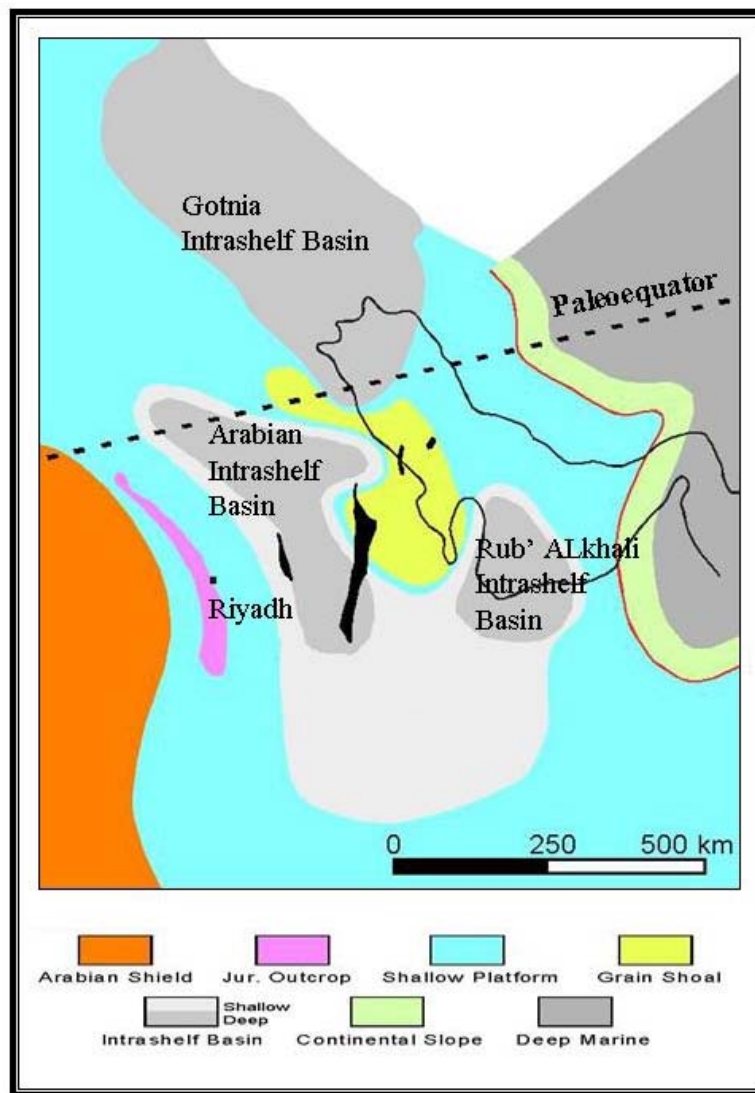 Gotnia
Intrashelf Basin
Paleoequator
Arabian
Intrashelf
Basin
Rub' ALkhali
Intrashelf
Basin
Riyadh
0 250 500 km
Arabian Shield Jur. Outcrop Shallow Platform Grain Shoal
Shallow
Deep
Intrashelf Basin Continental Slope Deep Marine